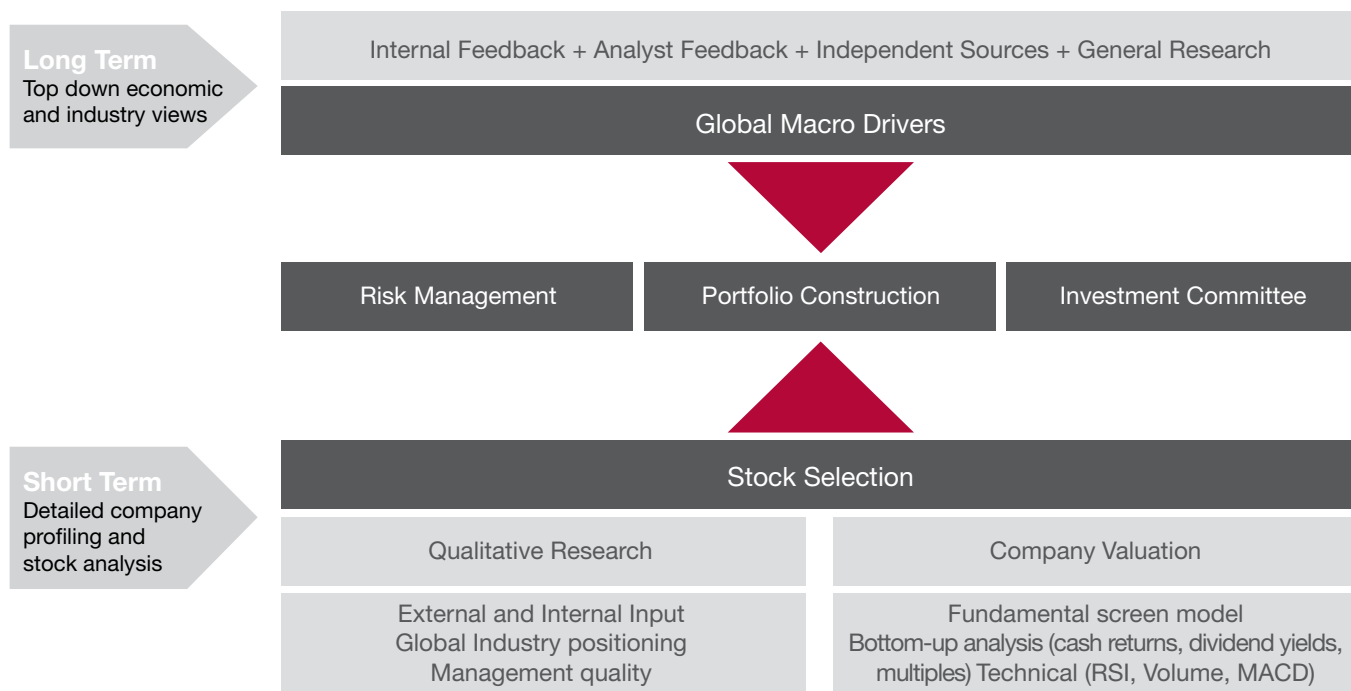 Long Term
Top down economic
and industry views
Internal Feedback + Analyst Feedback + Independent Sources + General Research
Global Macro Drivers
Risk Management
Portfolio Construction
Investment Committee
Short Term
Detailed company
profiling and
stock analysis
Stock Selection
Qualitative Research
External and Internal Input
Global Industry positioning
Management quality
Company Valuation
Fundamental screen model
Bottom-up analysis (cash returns, dividend yields,
multiples) Technical (RSI, Volume, MACD)